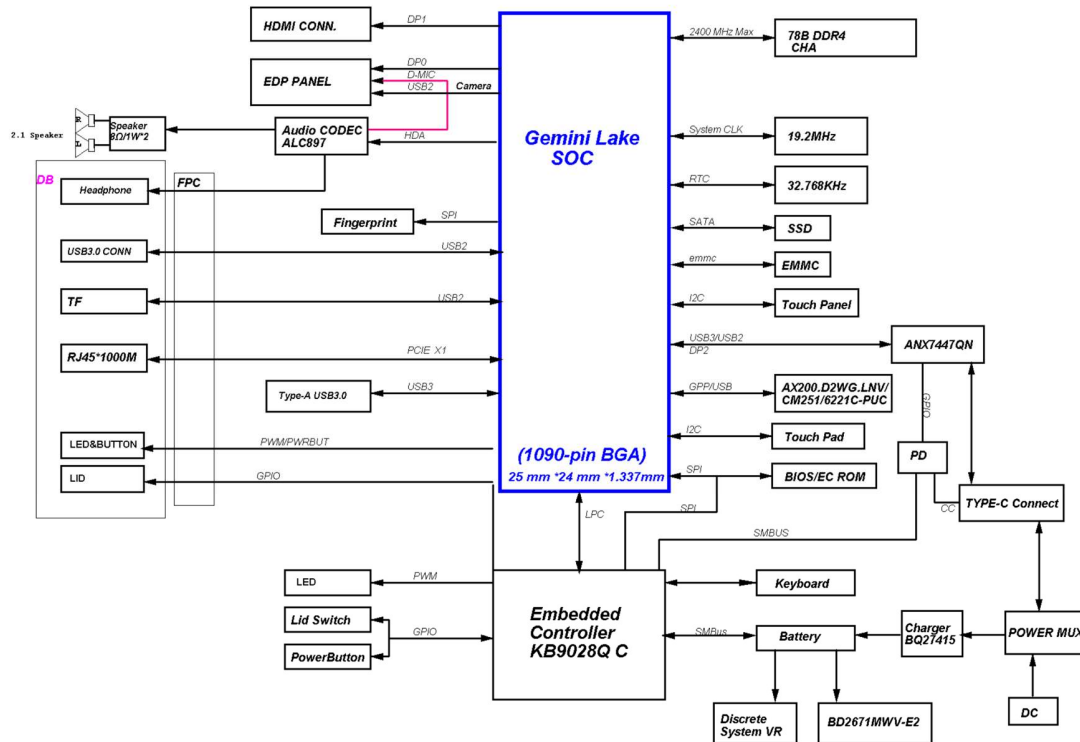 HDMI CONN.
DP1
2400 MHz Max
78B DDR4
CHA
EDP PANEL
DP0
D-MIC
USB2
Camera
2.1 Speaker
R
L
Speaker
8Ω/1W*2
Audio CODEC
ALC897
HDA
Gemini Lake
SOC
System CLK
19.2MHz
DB
Headphone
FPC
RTC
32.768KHz
Fingerprint
SPI
SATA
SSD
USB3.0 CONN
USB2
emmc
EMMC
TF
USB2
I2C
Touch Panel
RJ45*1000M
PCIE X1
USB3/USB2
DP2
ANX7447QN
Type-A USB3.0
USB3
GPP/USB
AX200.D2WG.LNV/
CM251/6221C-PUC
GPIO
LED&BUTTON
PWM/PWRBUT
(1090-pin BGA)
25 mm *24 mm *1.337mm
I2C
Touch Pad
PD
LID
GPIO
SPI
BIOS/EC ROM
CC
TYPE-C Connect
LPC
SPI
SMBUS
LED
PWM
Embedded
Controller
KB9028Q C
Keyboard
Lid Switch
GPIO
PowerButton
SMBus
Battery
Charger
BQ27415
POWER MUX
Discrete
System VR
BD2671MWV-E2
DC